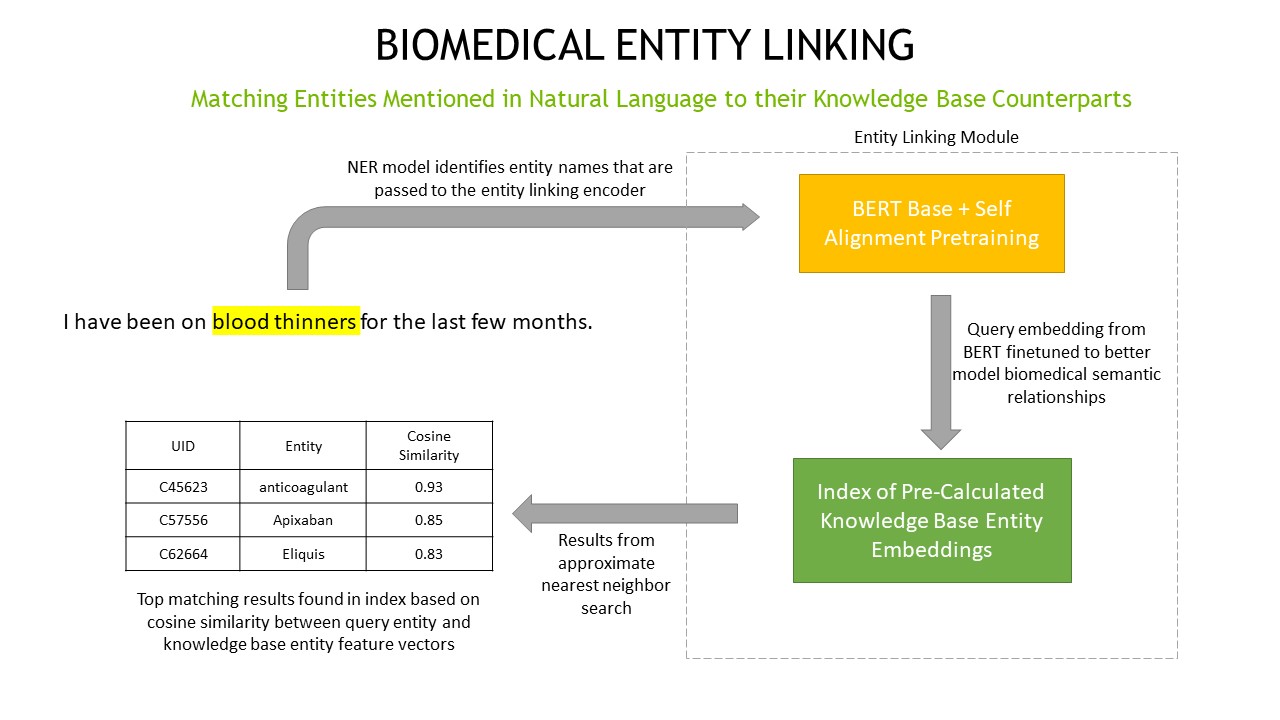 BIOMEDICAL ENTITY LINKING
Matching Entities Mentioned in Natural Language to their Knowledge Base Counterparts
Entity Linking Module
NER model identifies entity names that are
passed to the entity linking encoder
BERT Base + Self
Alignment Pretraining
I have been on blood thinners for the last few months.
Query embedding from
BERT finetuned to better
model biomedical semantic
relationships
UID Entity Cosine
Similarity
C45623 anticoagulant 0.93
C57556 Apixaban 0.85
C62664 Eliquis 0.83
Index of Pre-Calculated
Knowledge Base Entity
Embeddings
Results from
approximate
nearest neighbor
search
Top matching results found in index based on
cosine similarity between query entity and
knowledge base entity feature vectors